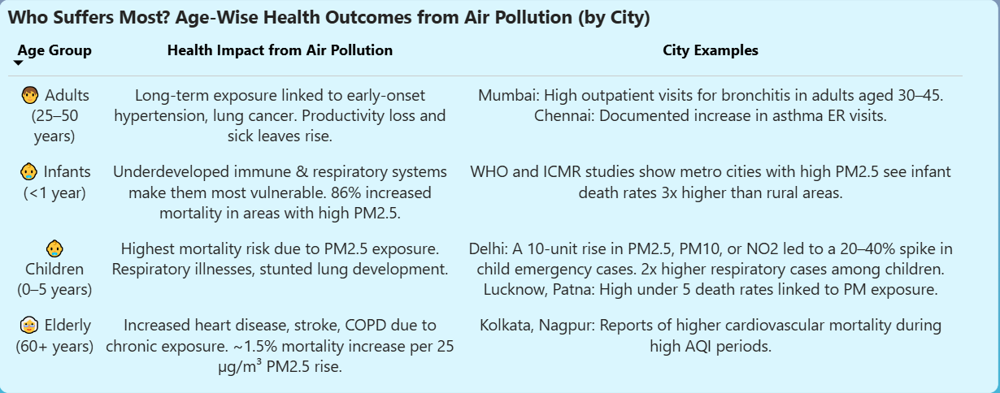 Who Suffers Most? Age-Wise Health Outcomes from Air Pollution (by City)
Age Group
Health Impact from Air Pollution
City Examples
Adults
(25–50
years)
Long-term exposure linked to early-onset
hypertension, lung cancer. Productivity loss and
sick leaves rise.
Mumbai: High outpatient visits for bronchitis in adults aged 30–45.
Chennai: Documented increase in asthma ER visits.
Infants
(<1 year)
Underdeveloped immune & respiratory systems
make them most vulnerable. 86% increased
mortality in areas with high PM2.5.
WHO and ICMR studies show metro cities with high PM2.5 see infant
death rates 3x higher than rural areas.
Children
(0–5 years)
Highest mortality risk due to PM2.5 exposure.
Respiratory illnesses, stunted lung development.
Delhi: A 10-unit rise in PM2.5, PM10, or NO2 led to a 20–40% spike in
child emergency cases. 2x higher respiratory cases among children.
Lucknow, Patna: High under 5 death rates linked to PM exposure.
Elderly
(60+ years)
Increased heart disease, stroke, COPD due to
chronic exposure. ~1.5% mortality increase per 25
µg/m³ PM2.5 rise.
Kolkata, Nagpur: Reports of higher cardiovascular mortality during
high AQI periods.